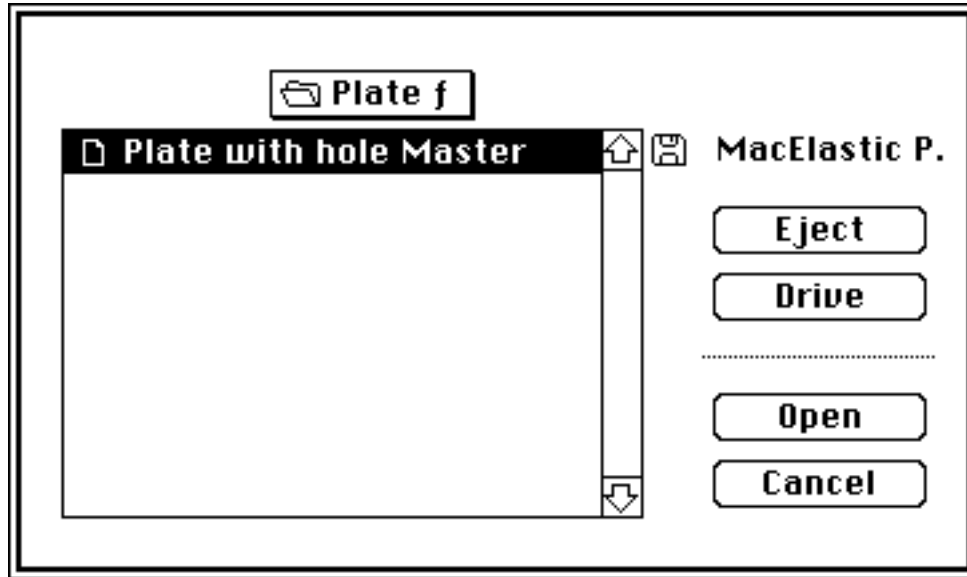 Plate ƒ
Plate with hole Master
MacElastic P.
Eject
Drive
Open
Cancel